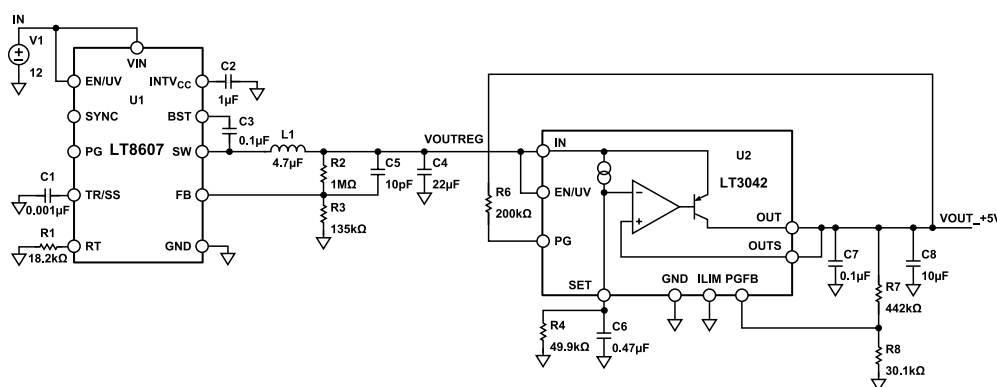 IN
V1
12
VIN
EN/UV
U1
INTVCC
C2
1µF
SYNC
BST
C3
0.1µF
LT8607
PG
SW
L1
4.7µF
VOUTREG
R2
1MΩ
C5
10pF
C4
22µF
C1
0.001µF
TR/SS
FB
R3
135kΩ
R1
18.2kΩ
RT
GND
IN
U2
LT3042
EN/UV
R6
200kΩ
PG
OUT
OUTS
VOUT_+5V
SET
GND
ILIM
PGFB
C7
0.1µF
C8
10µF
R7
442kΩ
R4
49.9kΩ
C6
0.47µF
R8
30.1kΩ